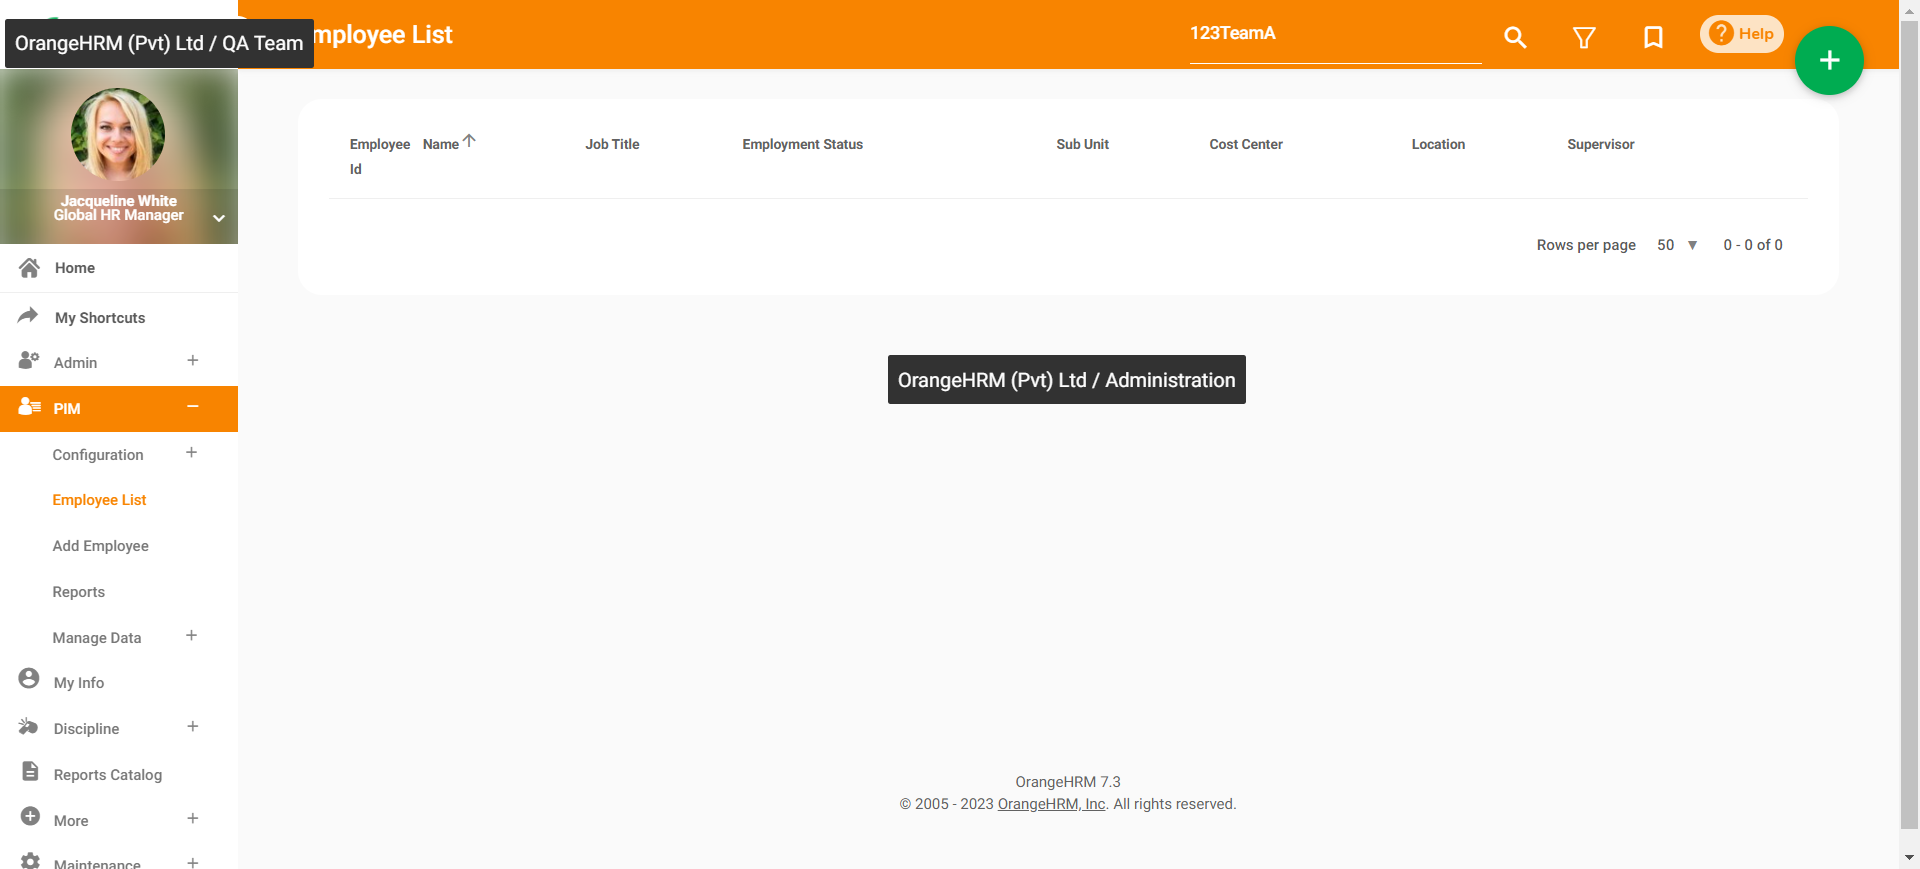 OrangeHRM (Pvt) Ltd / QA Team
mployee List
123TeamA
Help
Jacqueline White
Global HR Manager
Home
My Shortcuts
Admin
PIM
Configuration
Employee List
Add Employee
Reports
Manage Data
My Info
Discipline
Reports Catalog
More
Maintenance
Employee Id
Name
Job Title
Employment Status
Sub Unit
Cost Center
Location
Supervisor
Rows per page 50 0 - 0 of 0
OrangeHRM (Pvt) Ltd / Administration
OrangeHRM 7.3
© 2005 - 2023 OrangeHRM, Inc. All rights reserved.